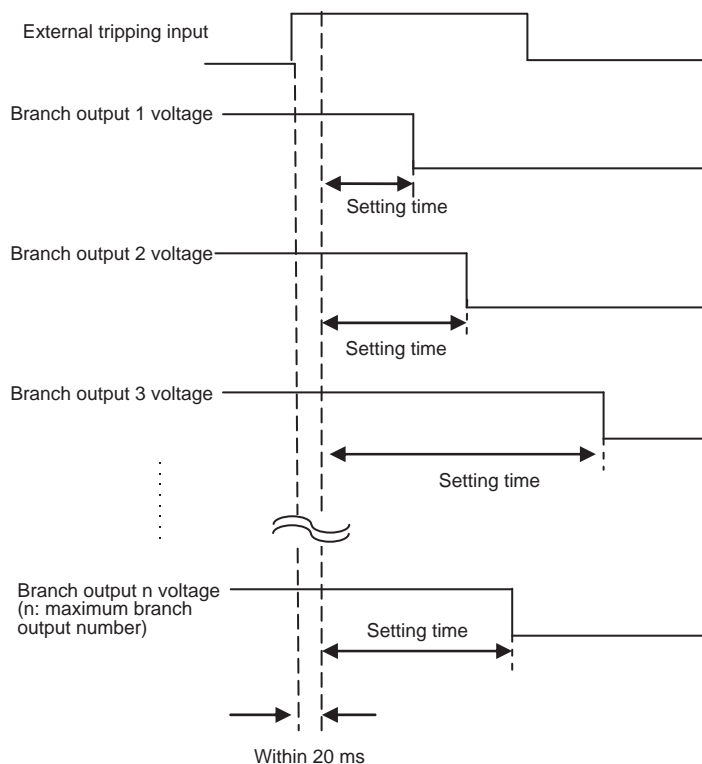 External tripping input
Branch output 1 voltage
Setting time
Branch output 2 voltage
Setting time
Branch output 3 voltage
Setting time
Branch output n voltage
(n: maximum branch
output number)
Setting time
Within 20 ms